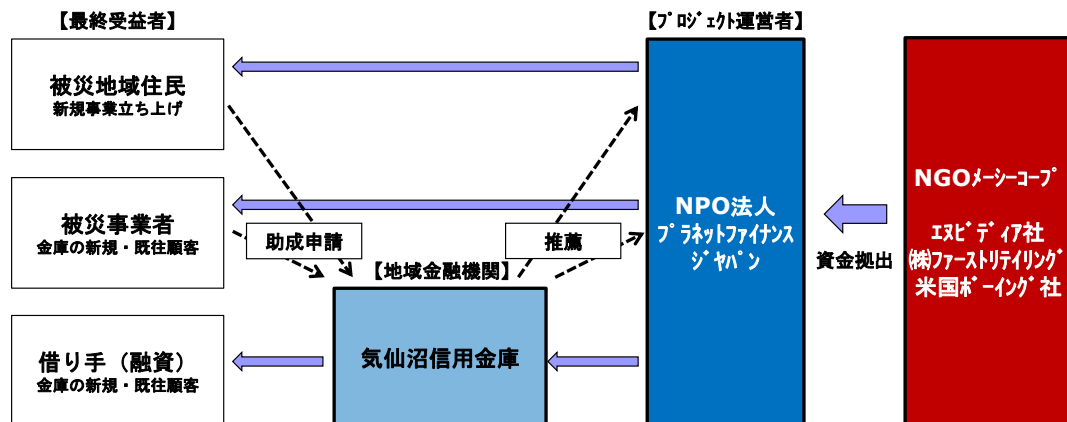 【最終受益者】
【ﾌﾟﾛｼﾞｪｸﾄ運営者】
被災地域住民
新規事業立ち上げ
被災事業者
金庫の新規・既往顧客
借り手（融資）
金庫の新規・既往顧客
助成申請
推薦
【地域金融機関】
気仙沼信用金庫
NPO法人
ﾌﾟﾗﾈｯﾄﾌｧｲﾅﾝｽ
ｼﾞｬﾊﾟﾝ
資金拠出
NGOﾒｰｼｰｺｰﾌﾟ
ｴﾇﾋﾞﾃﾞｨｱ社
㈱ﾌｧｰｽﾄﾘﾃｲﾘﾝｸﾞ
米国ﾎﾞｰｲﾝｸﾞ社